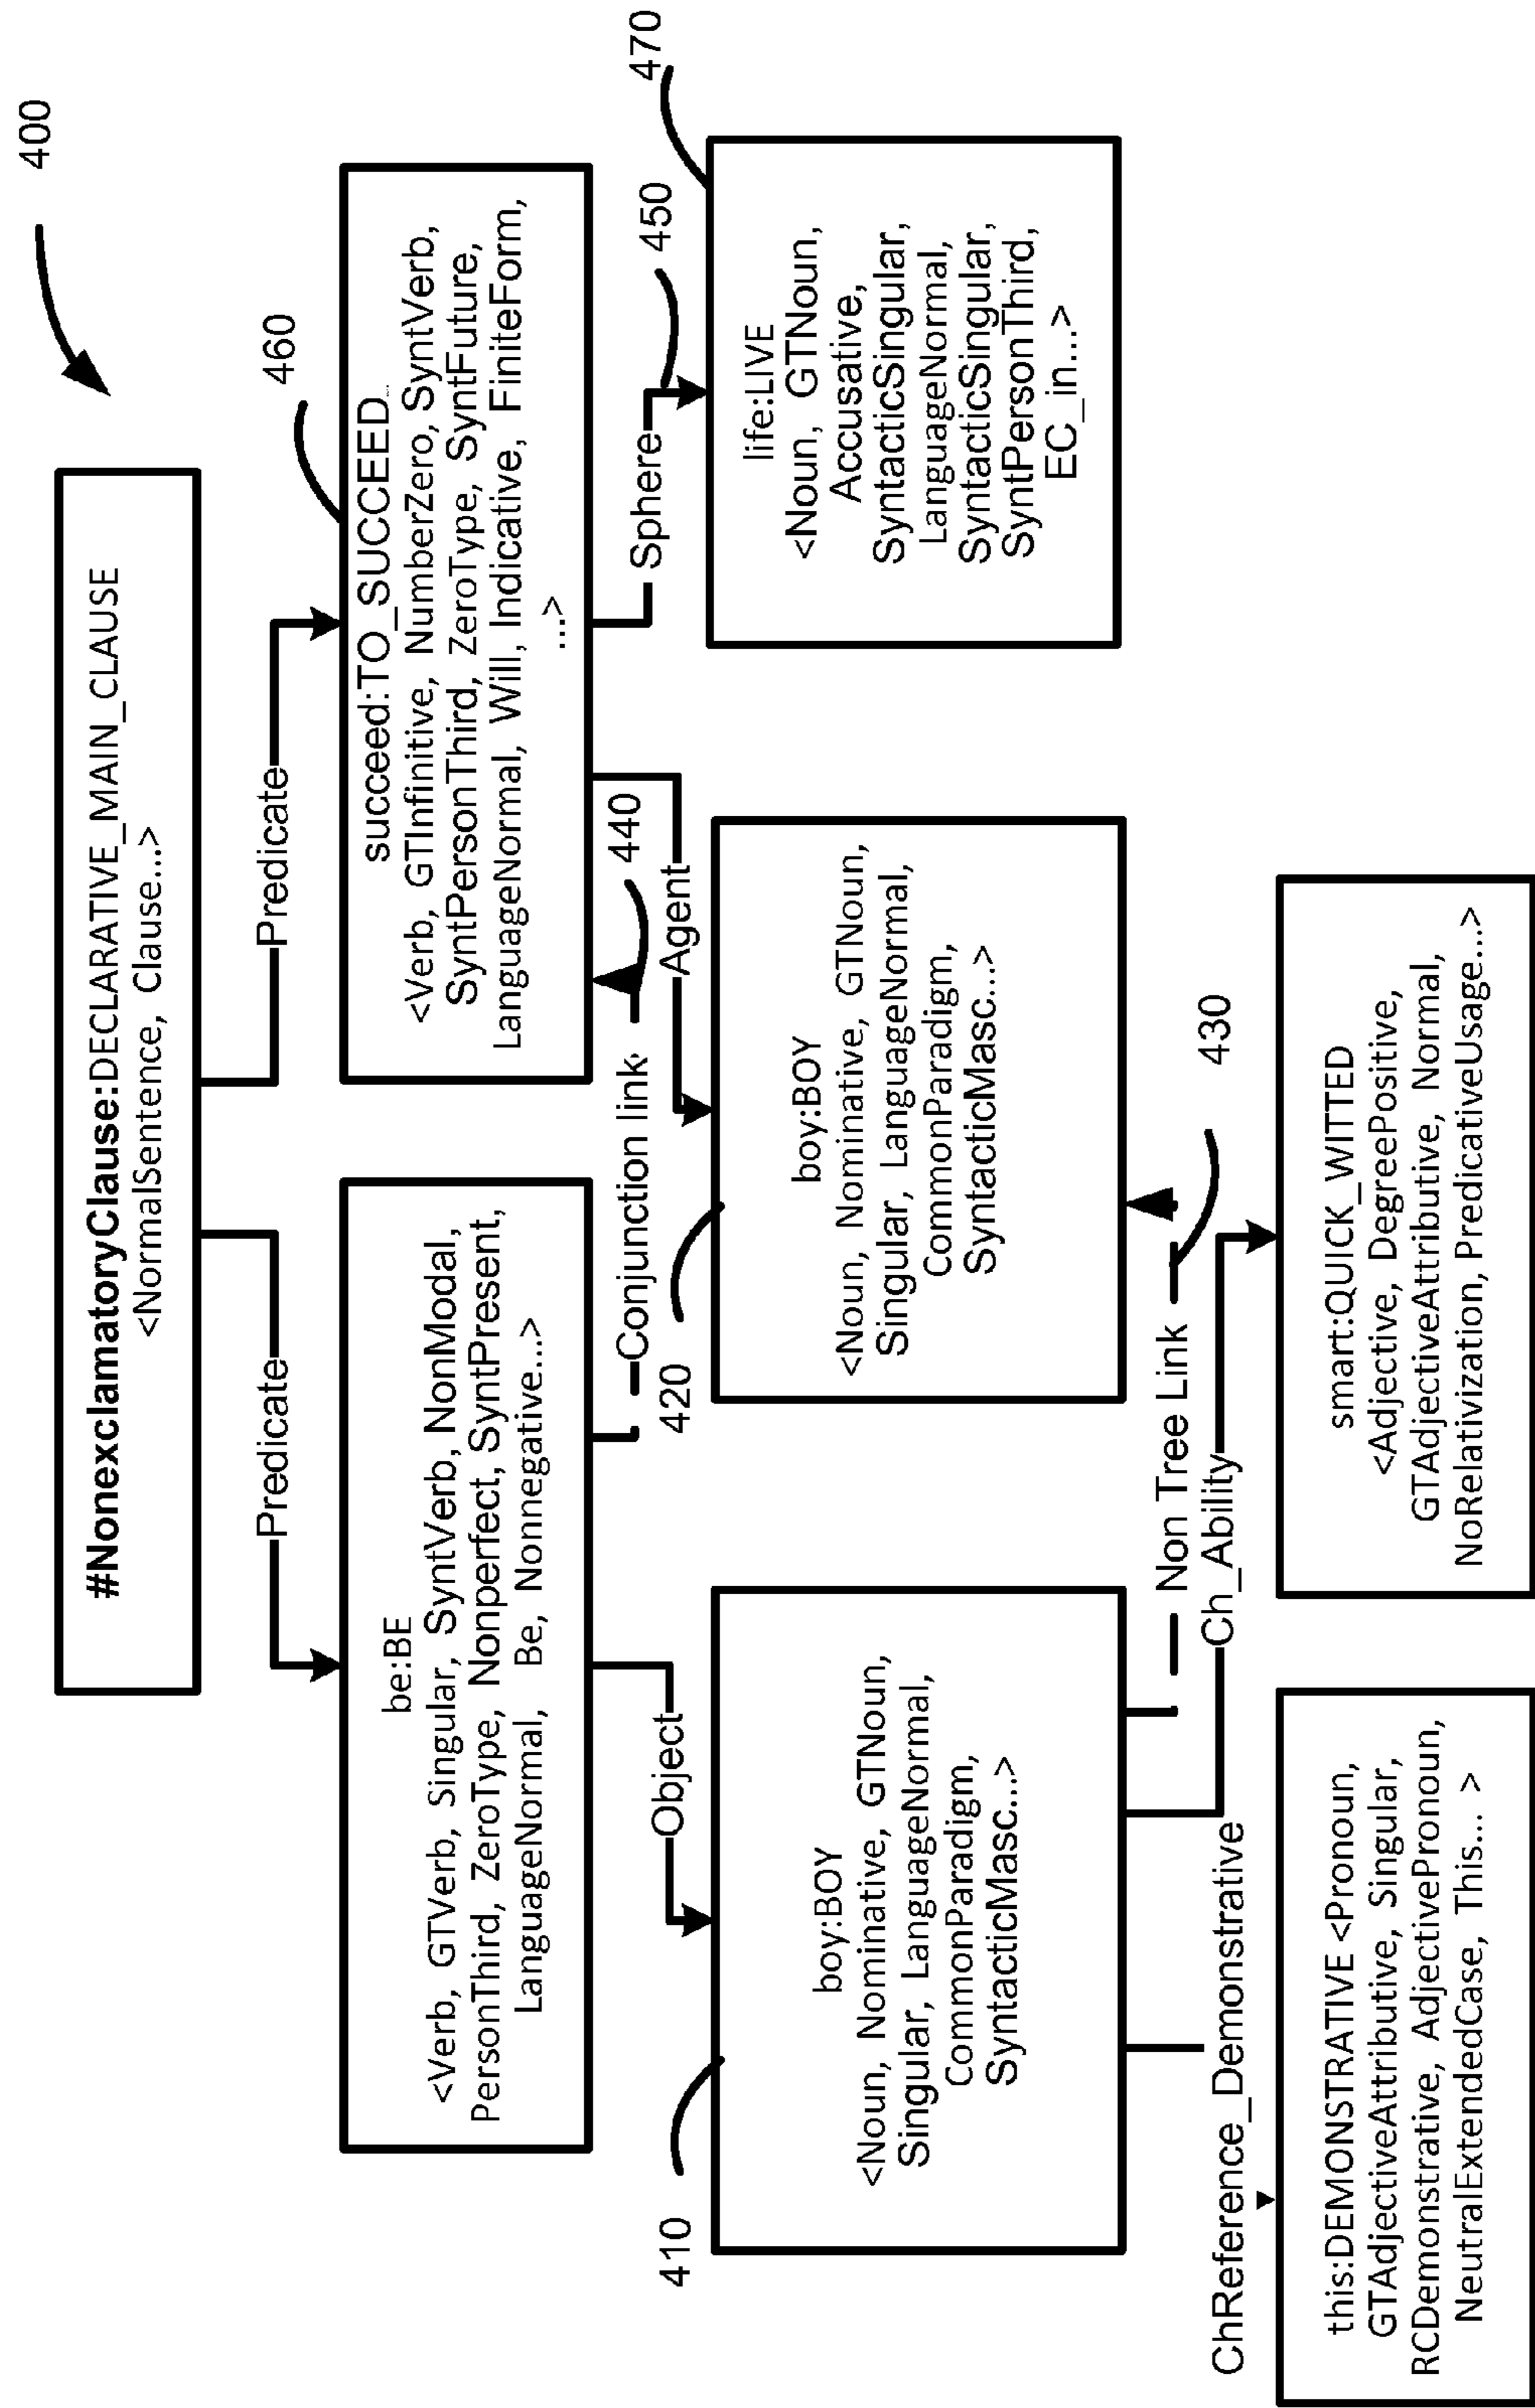 400
#NonexclamatoryClause:DECLARATIVE_MAIN_CLAUSE
<NormalSentence, Clause...>
Predicate
Predicate
460
be:BE
<Verb, GTVerb, Singular, SyntVerb, NonModal,
PersonThird, ZeroType, Nonperfect, SyntPresent,
LanguageNormal, Be, Nonnegative...>
succeed:TO_SUCCEED...
<Verb, GTInfinitive, NumberZero, SyntVerb,
SyntPersonThird, ZeroType, SyntFuture,
LanguageNormal, Will, Indicative, FiniteForm,
...>
Object
Conjunction link
440
Agent
Sphere
450
470
410
boy:BOY
<Noun, Nominative, GTNoun,
Singular, LanguageNormal,
CommonParadigm,
SyntacticMasc...>
420
boy:BOY
<Noun, Nominative, GTNoun,
Singular, LanguageNormal,
CommonParadigm,
SyntacticMasc...>
life:LIVE
<Noun, GTNoun,
Accusative,
SyntacticSingular,
LanguageNormal,
SyntacticSingular,
SyntPersonThird,
EC_in...>
ChReference_Demonstrative
Non Tree Link
Ch_Ability
430
this:DEMONSTRATIVE <Pronoun,
GTAdjectiveAttributive, Singular,
RCDemonstrative, AdjectivePronoun,
NeutralExtendedCase, This... >
smart:QUICK_WITTED
<Adjective, DegreePositive,
GTAdjectiveAttributive, Normal,
NoRelativization, PredicativeUsage...>